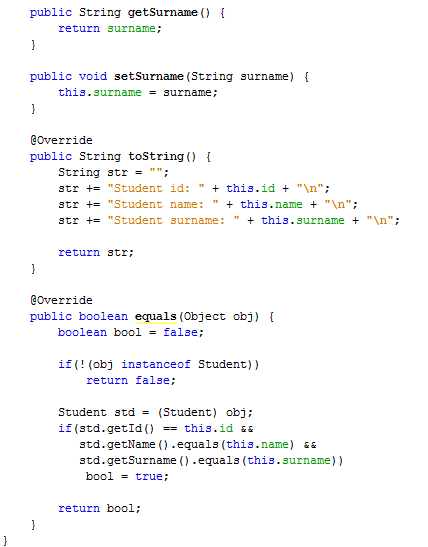 public String getSurname() {
return surname;
}
public void setSurname(String surname) {
this.surname = surname;
}
@Override
public String toString() {
String str = "";
str += "Student id: " + this.id + "\n";
str += "Student name: " + this.name + "\n";
str += "Student surname: " + this.surname + "\n";
return str;
}
@Override
public boolean equals(Object obj) {
boolean bool = false;
if(!(obj instanceof Student))
return false;
Student std = (Student) obj;
if(std.getId() == this.id &&
std.getName().equals(this.name) &&
std.getSurname().equals(this.surname))
bool = true;
return bool;
}
}